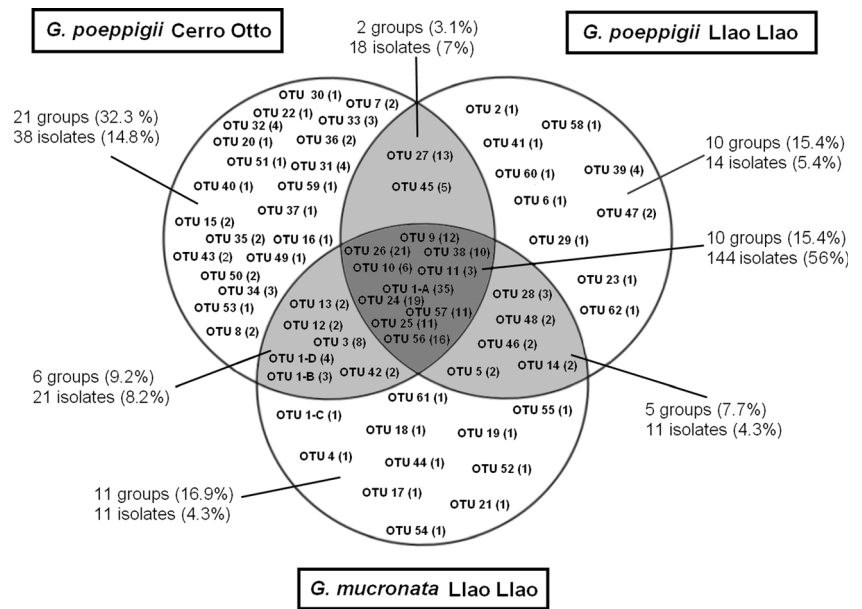 G. poeppigii Cerro Otto
2 groups (3.1%)
18 isolates (7%)
G. poeppigii Llao Llao
21 groups (32.3 %)
38 isolates (14.8%)
OTU 30 (1)
OTU 7 (2)
OTU 22 (1)
OTU 33 (3)
OTU 32 (4)
OTU 20 (1)
OTU 36 (2)
OTU 51 (1)
OTU 31 (4)
OTU 40 (1)
OTU 59 (1)
OTU 37 (1)
OTU 15 (2)
OTU 35 (2)
OTU 16 (1)
OTU 43 (2)
OTU 49 (1)
OTU 50 (2)
OTU 34 (3)
OTU 53 (1)
OTU 8 (2)
OTU 27 (13)
OTU 45 (5)
OTU 2 (1)
OTU 58 (1)
OTU 41 (1)
OTU 60 (1)
OTU 39 (4)
OTU 6 (1)
OTU 47 (2)
OTU 29 (1)
OTU 23 (1)
OTU 62 (1)
10 groups (15.4%)
14 isolates (5.4%)
10 groups (15.4%)
144 isolates (56%)
OTU 9 (12)
OTU 26 (21)
OTU 38 (10)
OTU 10 (6)
OTU 11 (3)
OTU 1-A (35)
OTU 24 (19)
OTU 57 (11)
OTU 25 (11)
OTU 56 (16)
OTU 13 (2)
OTU 12 (2)
OTU 3 (8)
OTU 1-D (4)
OTU 1-B (3)
OTU 42 (2)
OTU 28 (3)
OTU 48 (2)
OTU 46 (2)
OTU 5 (2)
OTU 14 (2)
6 groups (9.2%)
21 isolates (8.2%)
5 groups (7.7%)
11 isolates (4.3%)
OTU 61 (1)
OTU 1-C (1)
OTU 55 (1)
OTU 18 (1)
OTU 19 (1)
OTU 4 (1)
OTU 44 (1)
OTU 52 (1)
OTU 17 (1)
OTU 21 (1)
OTU 54 (1)
11 groups (16.9%)
11 isolates (4.3%)
G. mucronata Llao Llao